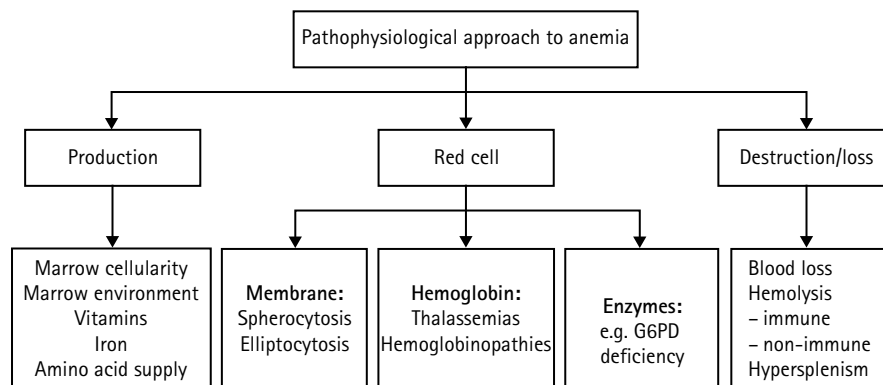 Pathophysiological approach to anemia
Production
Red cell
Destruction/loss
Marrow cellularity
Marrow environment
Vitamins
Iron
Amino acid supply
Membrane:
Spherocytosis
Elliptocytosis
Hemoglobin:
Thalassemias
Hemoglobinopathies
Enzymes:
e.g. G6PD
deficiency
Blood loss
Hemolysis
– immune
– non-immune
Hypersplenism